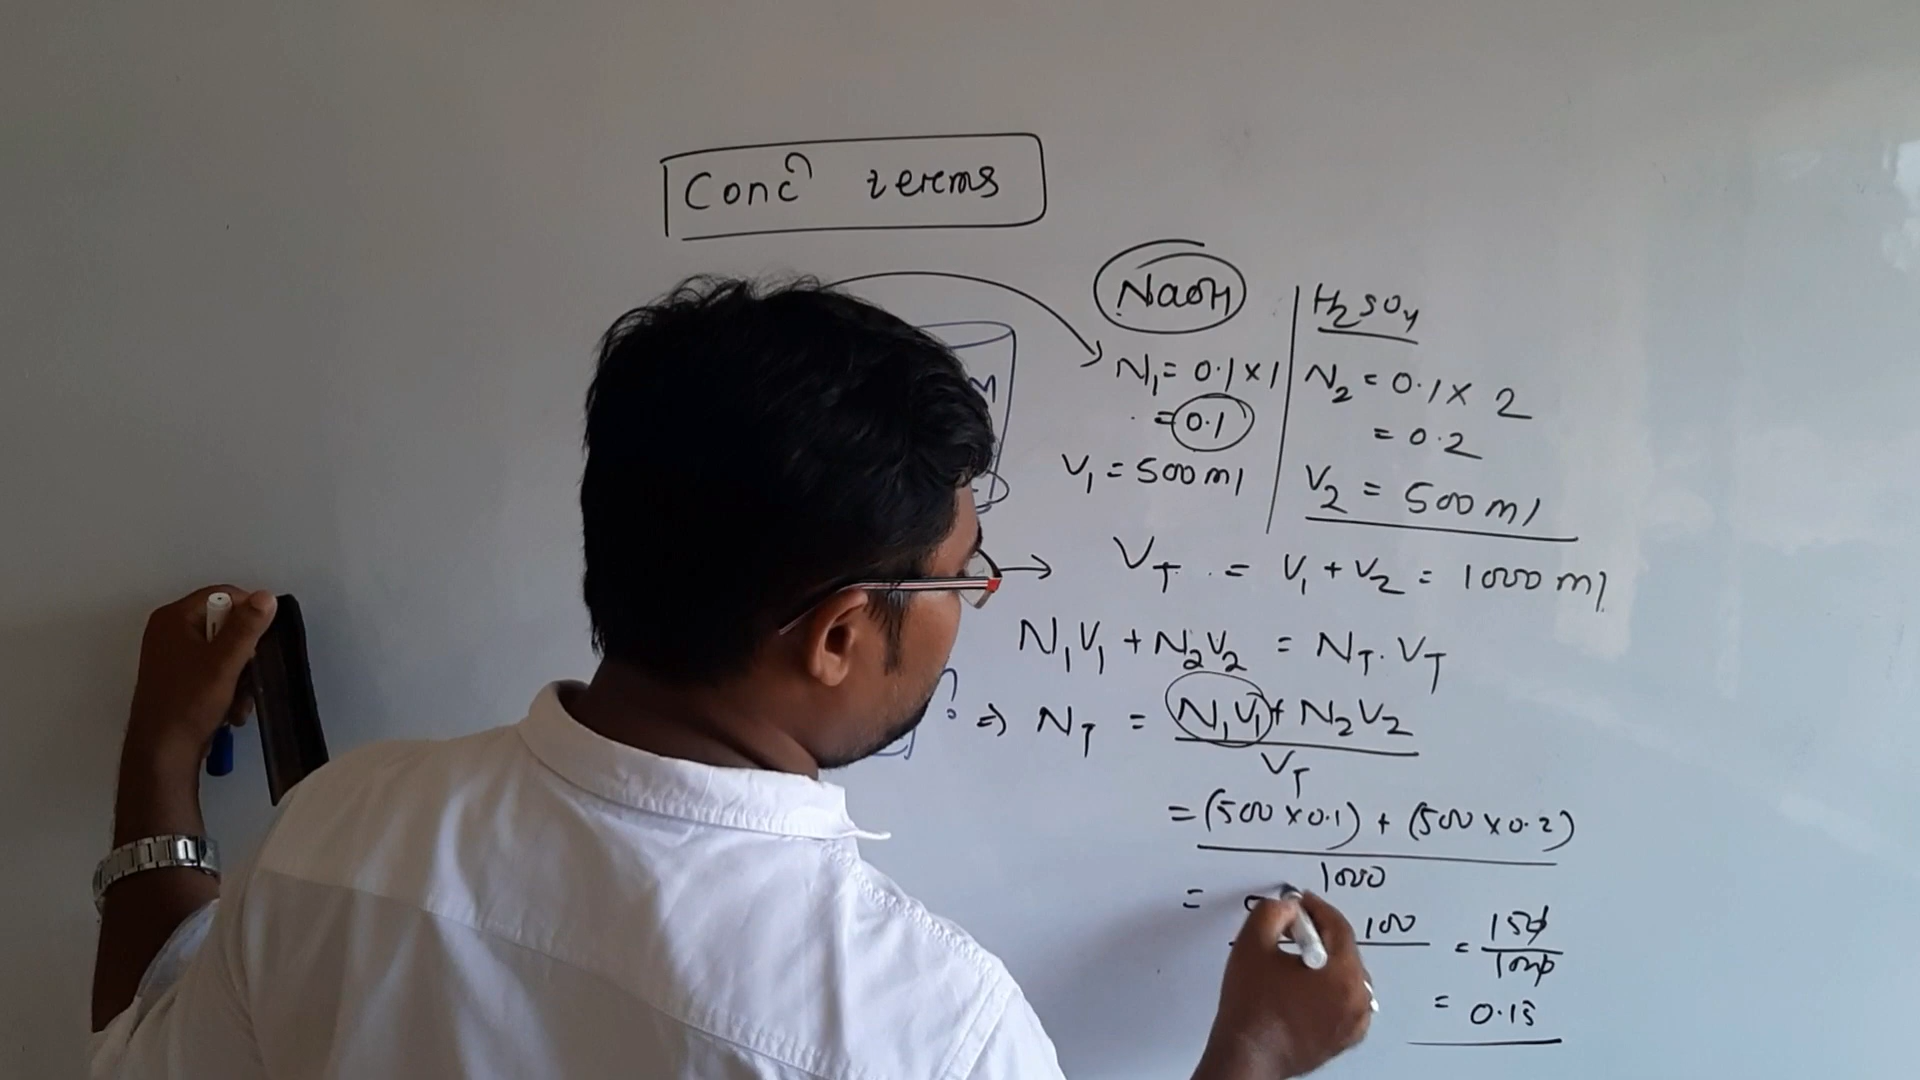 Concⁿ terms
NaOH
N₁ = 0.1 × 1
= 0.1
V₁ = 500 ml
H₂SO₄
N₂ = 0.1 × 2
= 0.2
V₂ = 500 ml
M
→ V_T = V₁ + V₂ = 1000 ml
N₁V₁ + N₂V₂ = N_T . V_T
? ⇒ N_T = N₁V₁ + N₂V₂
V_T
= (500 × 0.1) + (500 × 0.2)
1000
= 100 = 150
1000
= 0.15